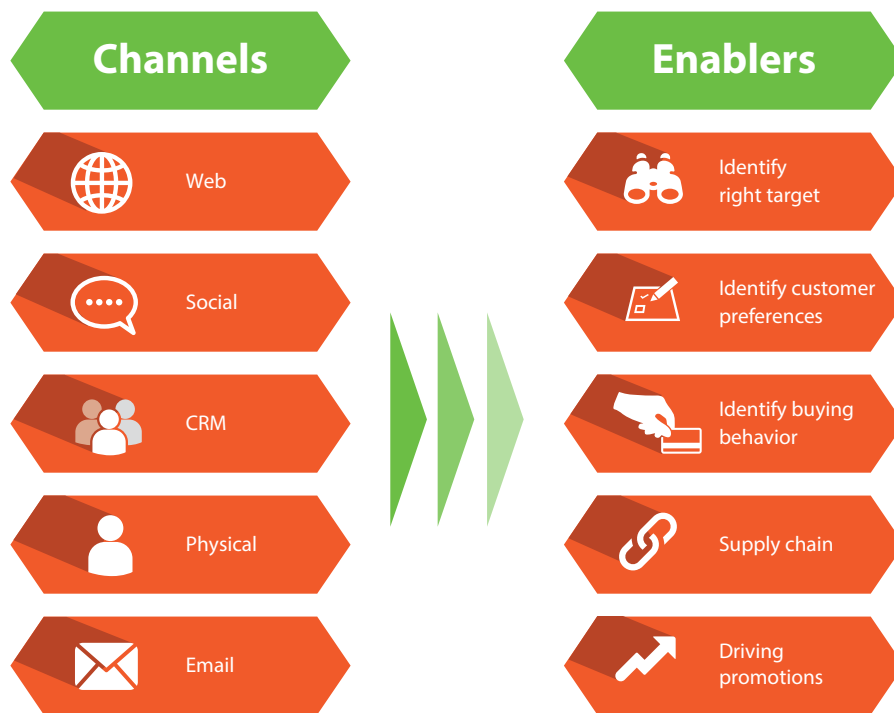 Channels
Web
Social
CRM
Physical
Email
Enablers
Identify
right target
Identify customer
preferences
Identify buying
behavior
Supply chain
Driving
promotions